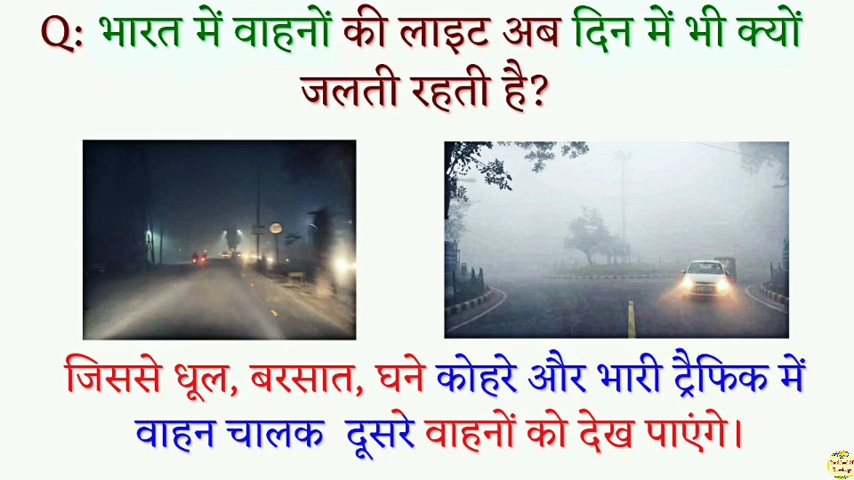 Q: भारत में वाहनों की लाइट अब दिन में भी क्यों
जलती रहती है?
जिससे धूल, बरसात, घने कोहरे और भारी ट्रैफिक में
वाहन चालक दूसरे वाहनों को देख पाएंगे।